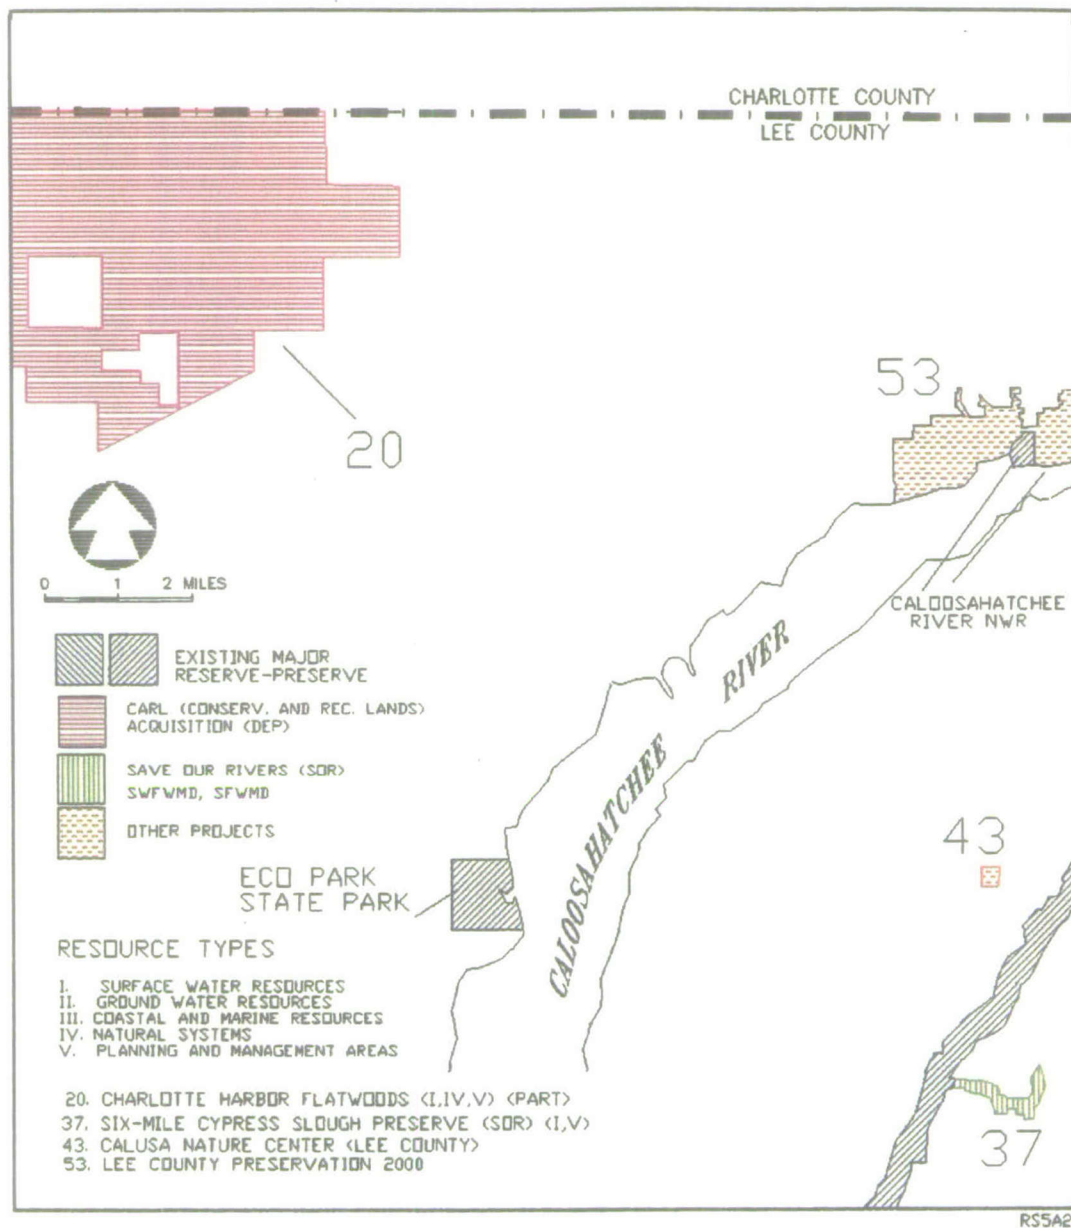 CHARLOTTE COUNTY
LEE COUNTY
53
20
0 1 2 MILES
CALOOSAHATCHEE
RIVER NWR
EXISTING MAJOR
RESERVE-PRESERVE
CARL (CONSERV. AND REC. LANDS)
ACQUISITION (DEP)
SAVE OUR RIVERS (SOR)
SWFWMD, SFWMD
OTHER PROJECTS
CALOOSAHATCHEE RIVER
43
ECO PARK
STATE PARK
RESOURCE TYPES
I. SURFACE WATER RESOURCES
II. GROUND WATER RESOURCES
III. COASTAL AND MARINE RESOURCES
IV. NATURAL SYSTEMS
V. PLANNING AND MANAGEMENT AREAS
20. CHARLOTTE HARBOR FLATWOODS (I,IV,V) (PART)
37. SIX-MILE CYPRESS SLOUGH PRESERVE (SOR) (I,V)
43. CALUSA NATURE CENTER (LEE COUNTY)
53. LEE COUNTY PRESERVATION 2000
37
RS5A2